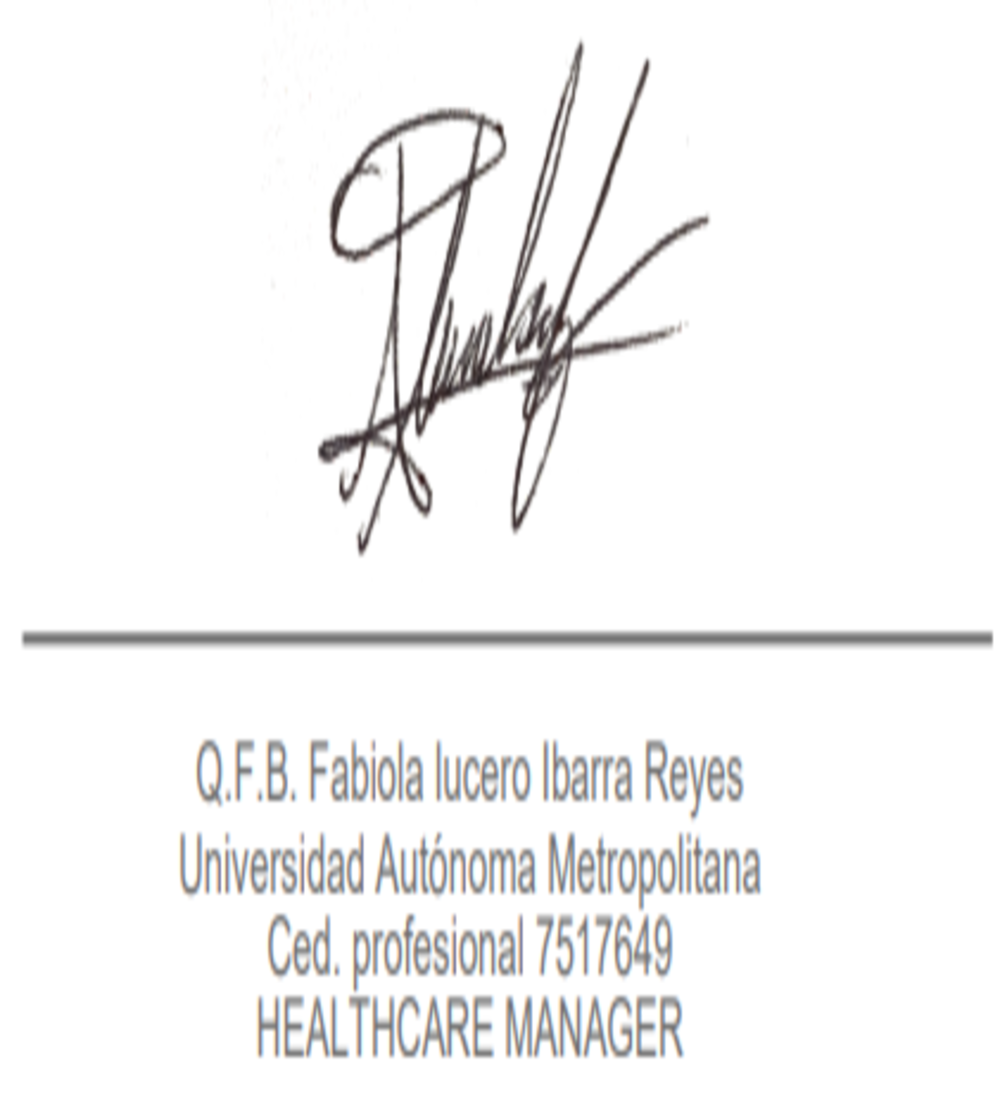 Q.F.B. Fabiola lucero Ibarra Reyes
Universidad Autónoma Metropolitana
Ced. profesional 7517649
HEALTHCARE MANAGER